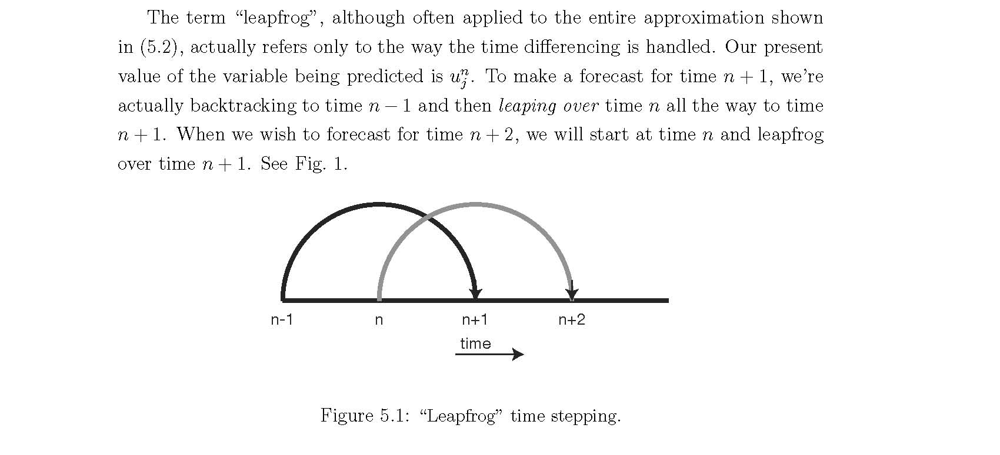 The term “leapfrog”, although often applied to the entire approximation shown
in (5.2), actually refers only to the way the time differencing is handled. Our present
value of the variable being predicted is uⱼⁿ. To make a forecast for time n + 1, we’re
actually backtracking to time n − 1 and then leaping over time n all the way to time
n + 1. When we wish to forecast for time n + 2, we will start at time n and leapfrog
over time n + 1. See Fig. 1.
n-1 n n+1 n+2
time
Figure 5.1: “Leapfrog” time stepping.